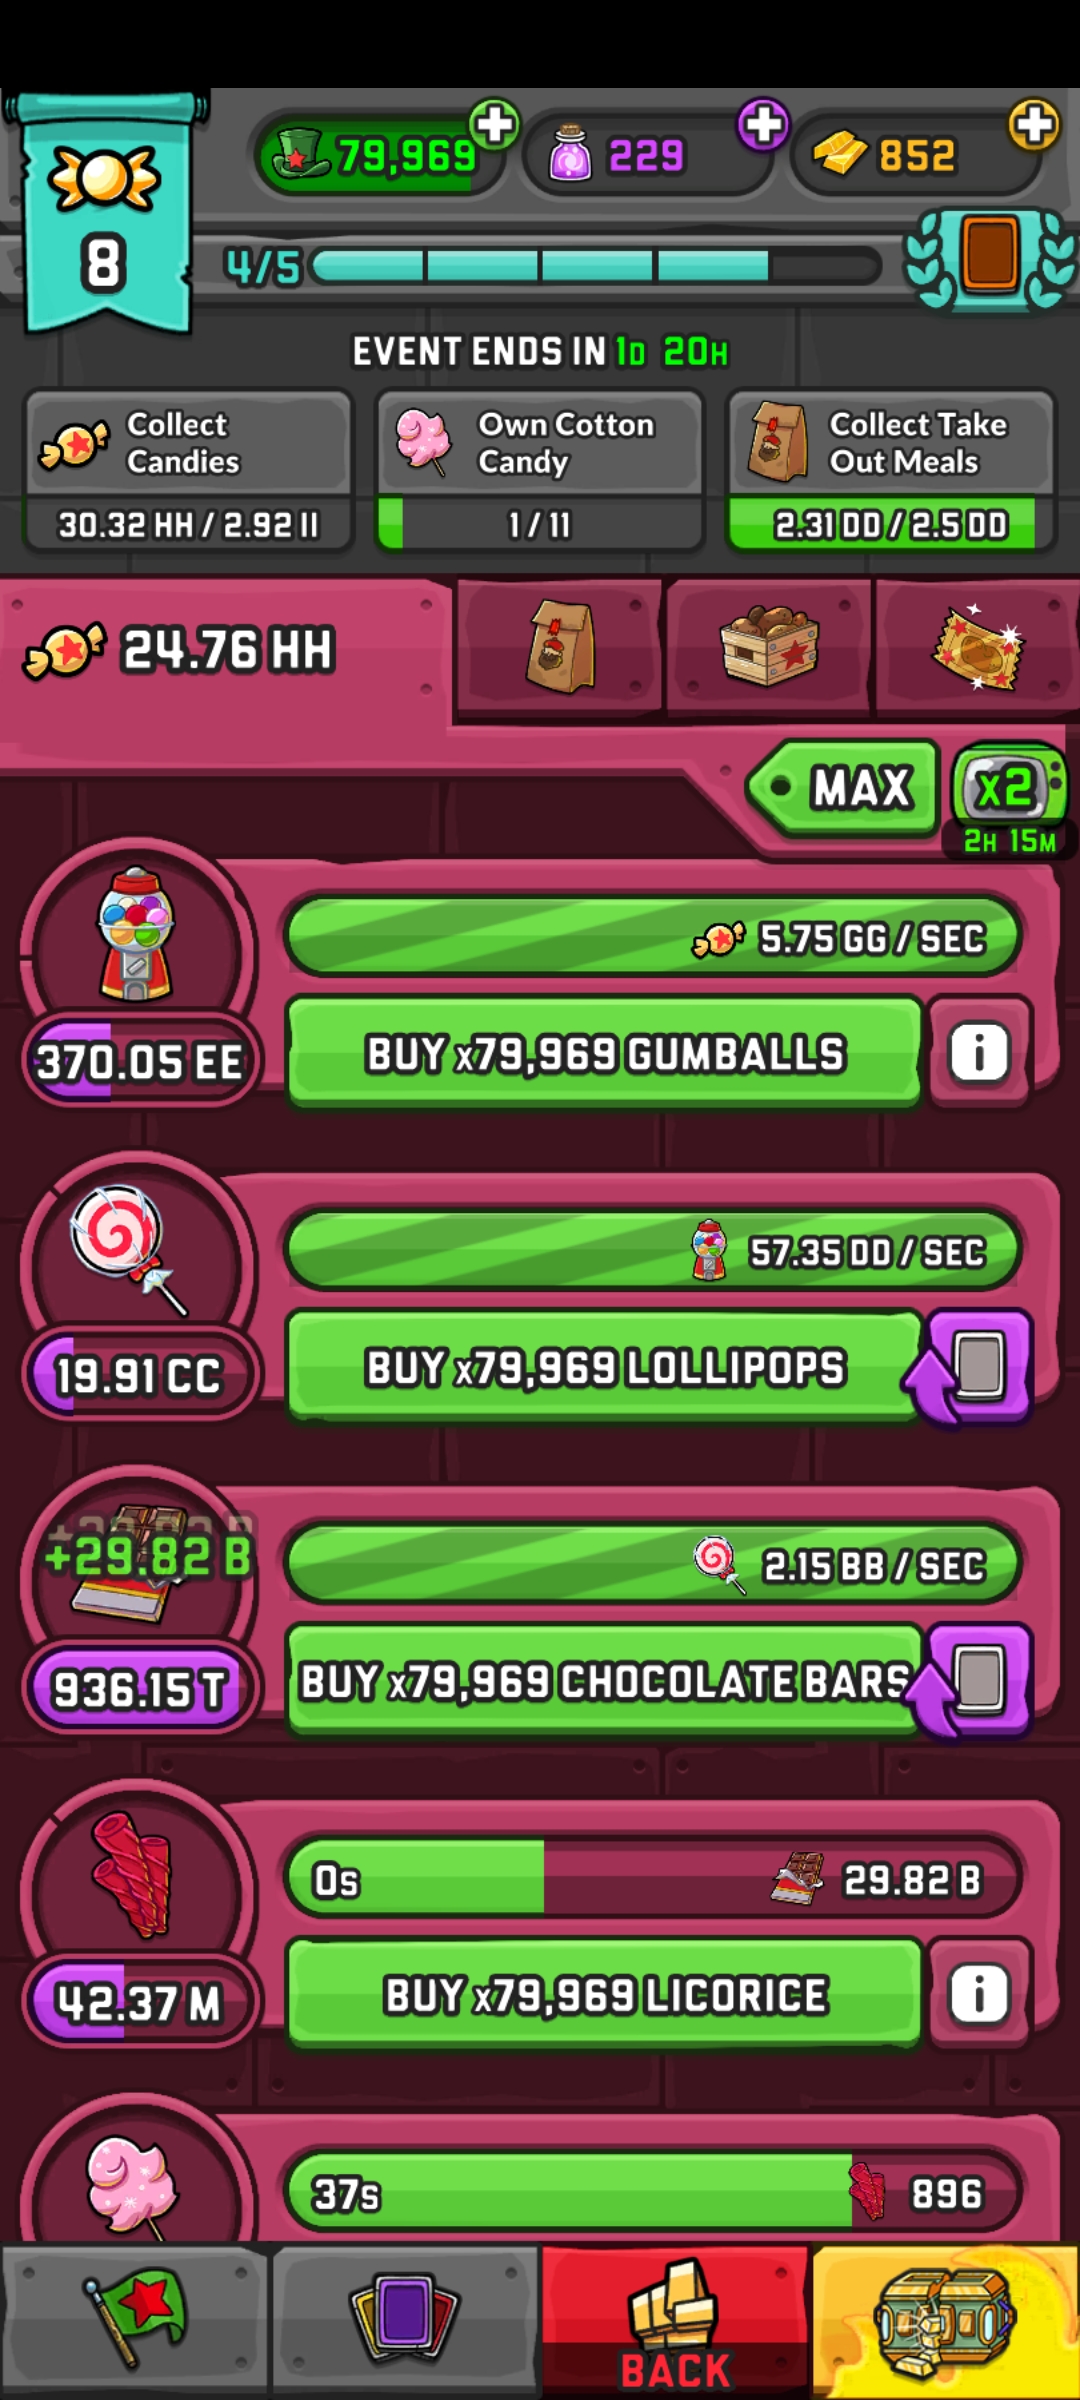 79,969
229
852
8
4/5
EVENT ENDS IN 1D 20H
Collect
Candies
30.32 HH / 2.92 II
Own Cotton
Candy
1 / 11
Collect Take
Out Meals
2.31 DD / 2.5 DD
24.76 HH
MAX
x2
2H 15M
5.75 GG / SEC
370.05 EE
BUY x79,969 GUMBALLS
57.35 DD / SEC
19.91 CC
BUY x79,969 LOLLIPOPS
+29.82 B
2.15 BB / SEC
936.15 T
BUY x79,969 CHOCOLATE BARS
0s
29.82 B
42.37 M
BUY x79,969 LICORICE
37s
896
BACK